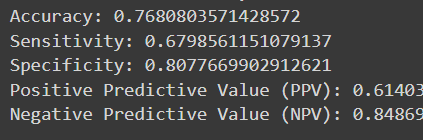 Accuracy: 0.7680803571428572
Sensitivity: 0.6798561151079137
Specificity: 0.8077669902912621
Positive Predictive Value (PPV): 0.61403
Negative Predictive Value (NPV): 0.84869